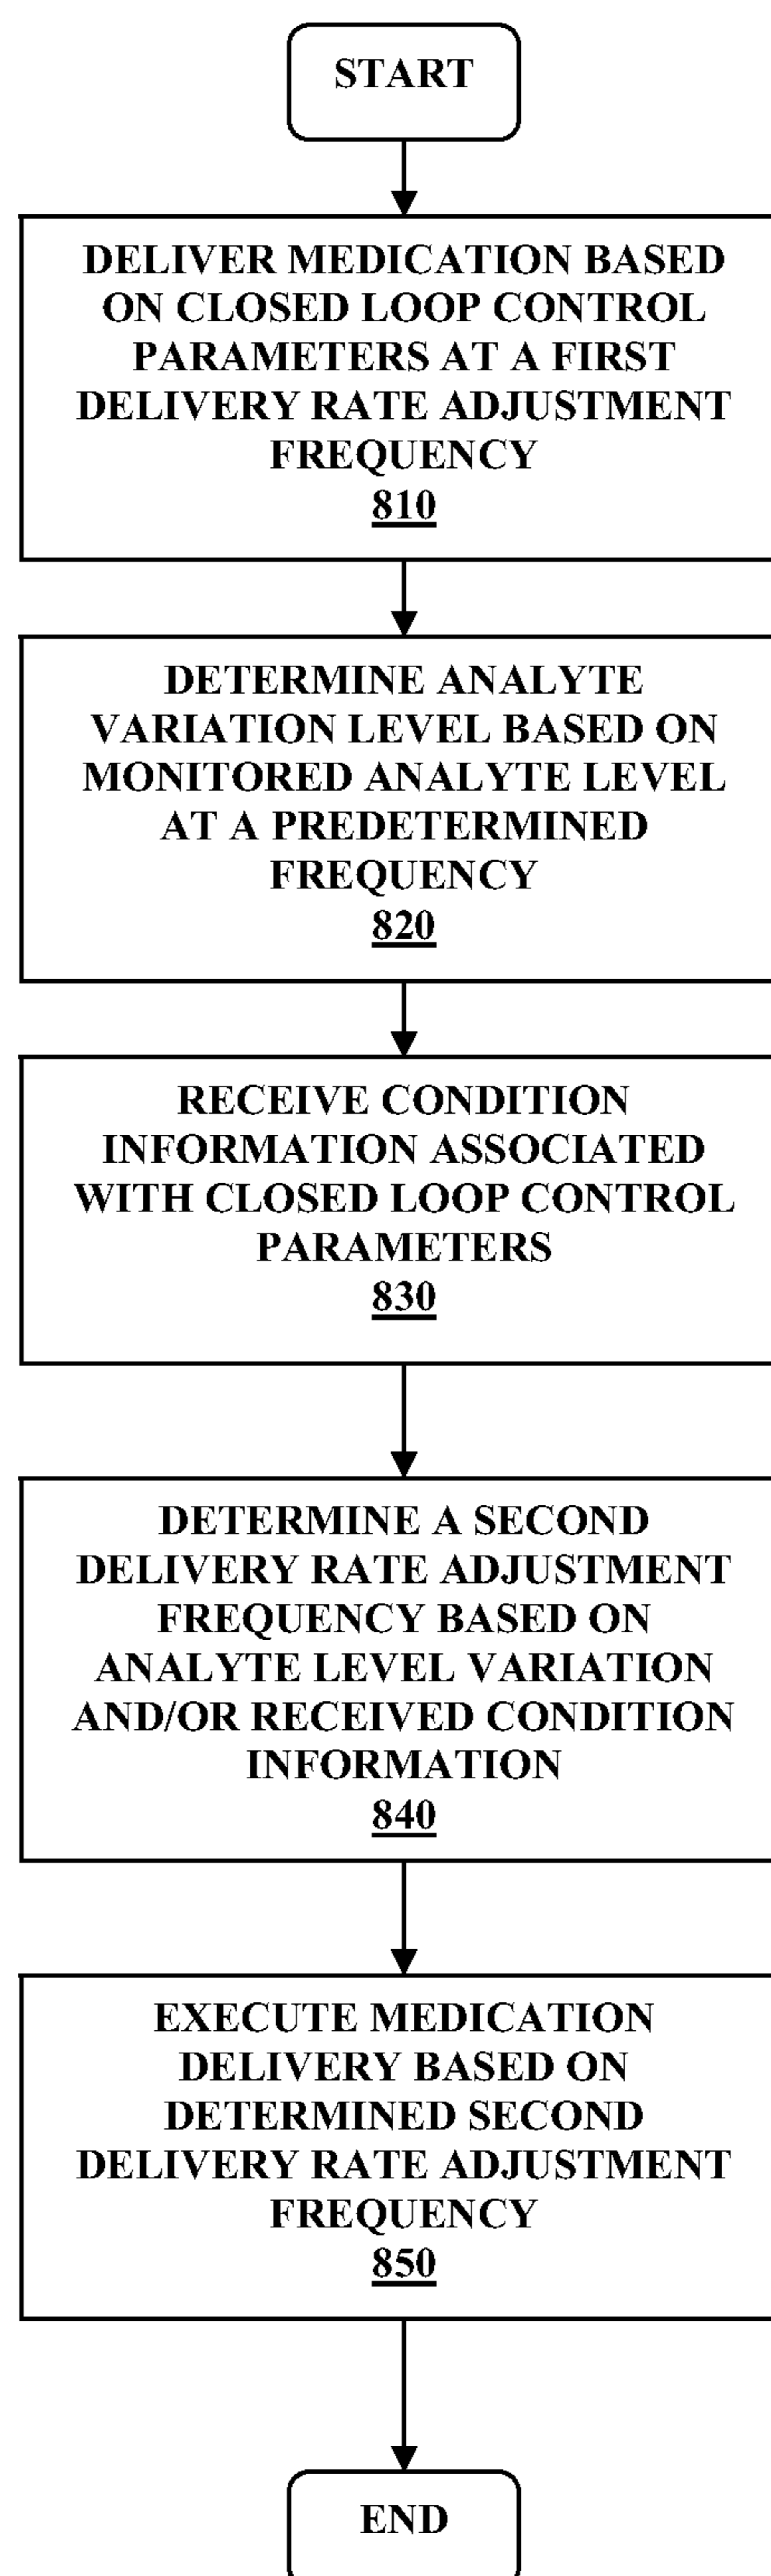 START
DELIVER MEDICATION BASED
ON CLOSED LOOP CONTROL
PARAMETERS AT A FIRST
DELIVERY RATE ADJUSTMENT
FREQUENCY
810
DETERMINE ANALYTE
VARIATION LEVEL BASED ON
MONITORED ANALYTE LEVEL
AT A PREDETERMINED
FREQUENCY
820
RECEIVE CONDITION
INFORMATION ASSOCIATED
WITH CLOSED LOOP CONTROL
PARAMETERS
830
DETERMINE A SECOND
DELIVERY RATE ADJUSTMENT
FREQUENCY BASED ON
ANALYTE LEVEL VARIATION
AND/OR RECEIVED CONDITION
INFORMATION
840
EXECUTE MEDICATION
DELIVERY BASED ON
DETERMINED SECOND
DELIVERY RATE ADJUSTMENT
FREQUENCY
850
END